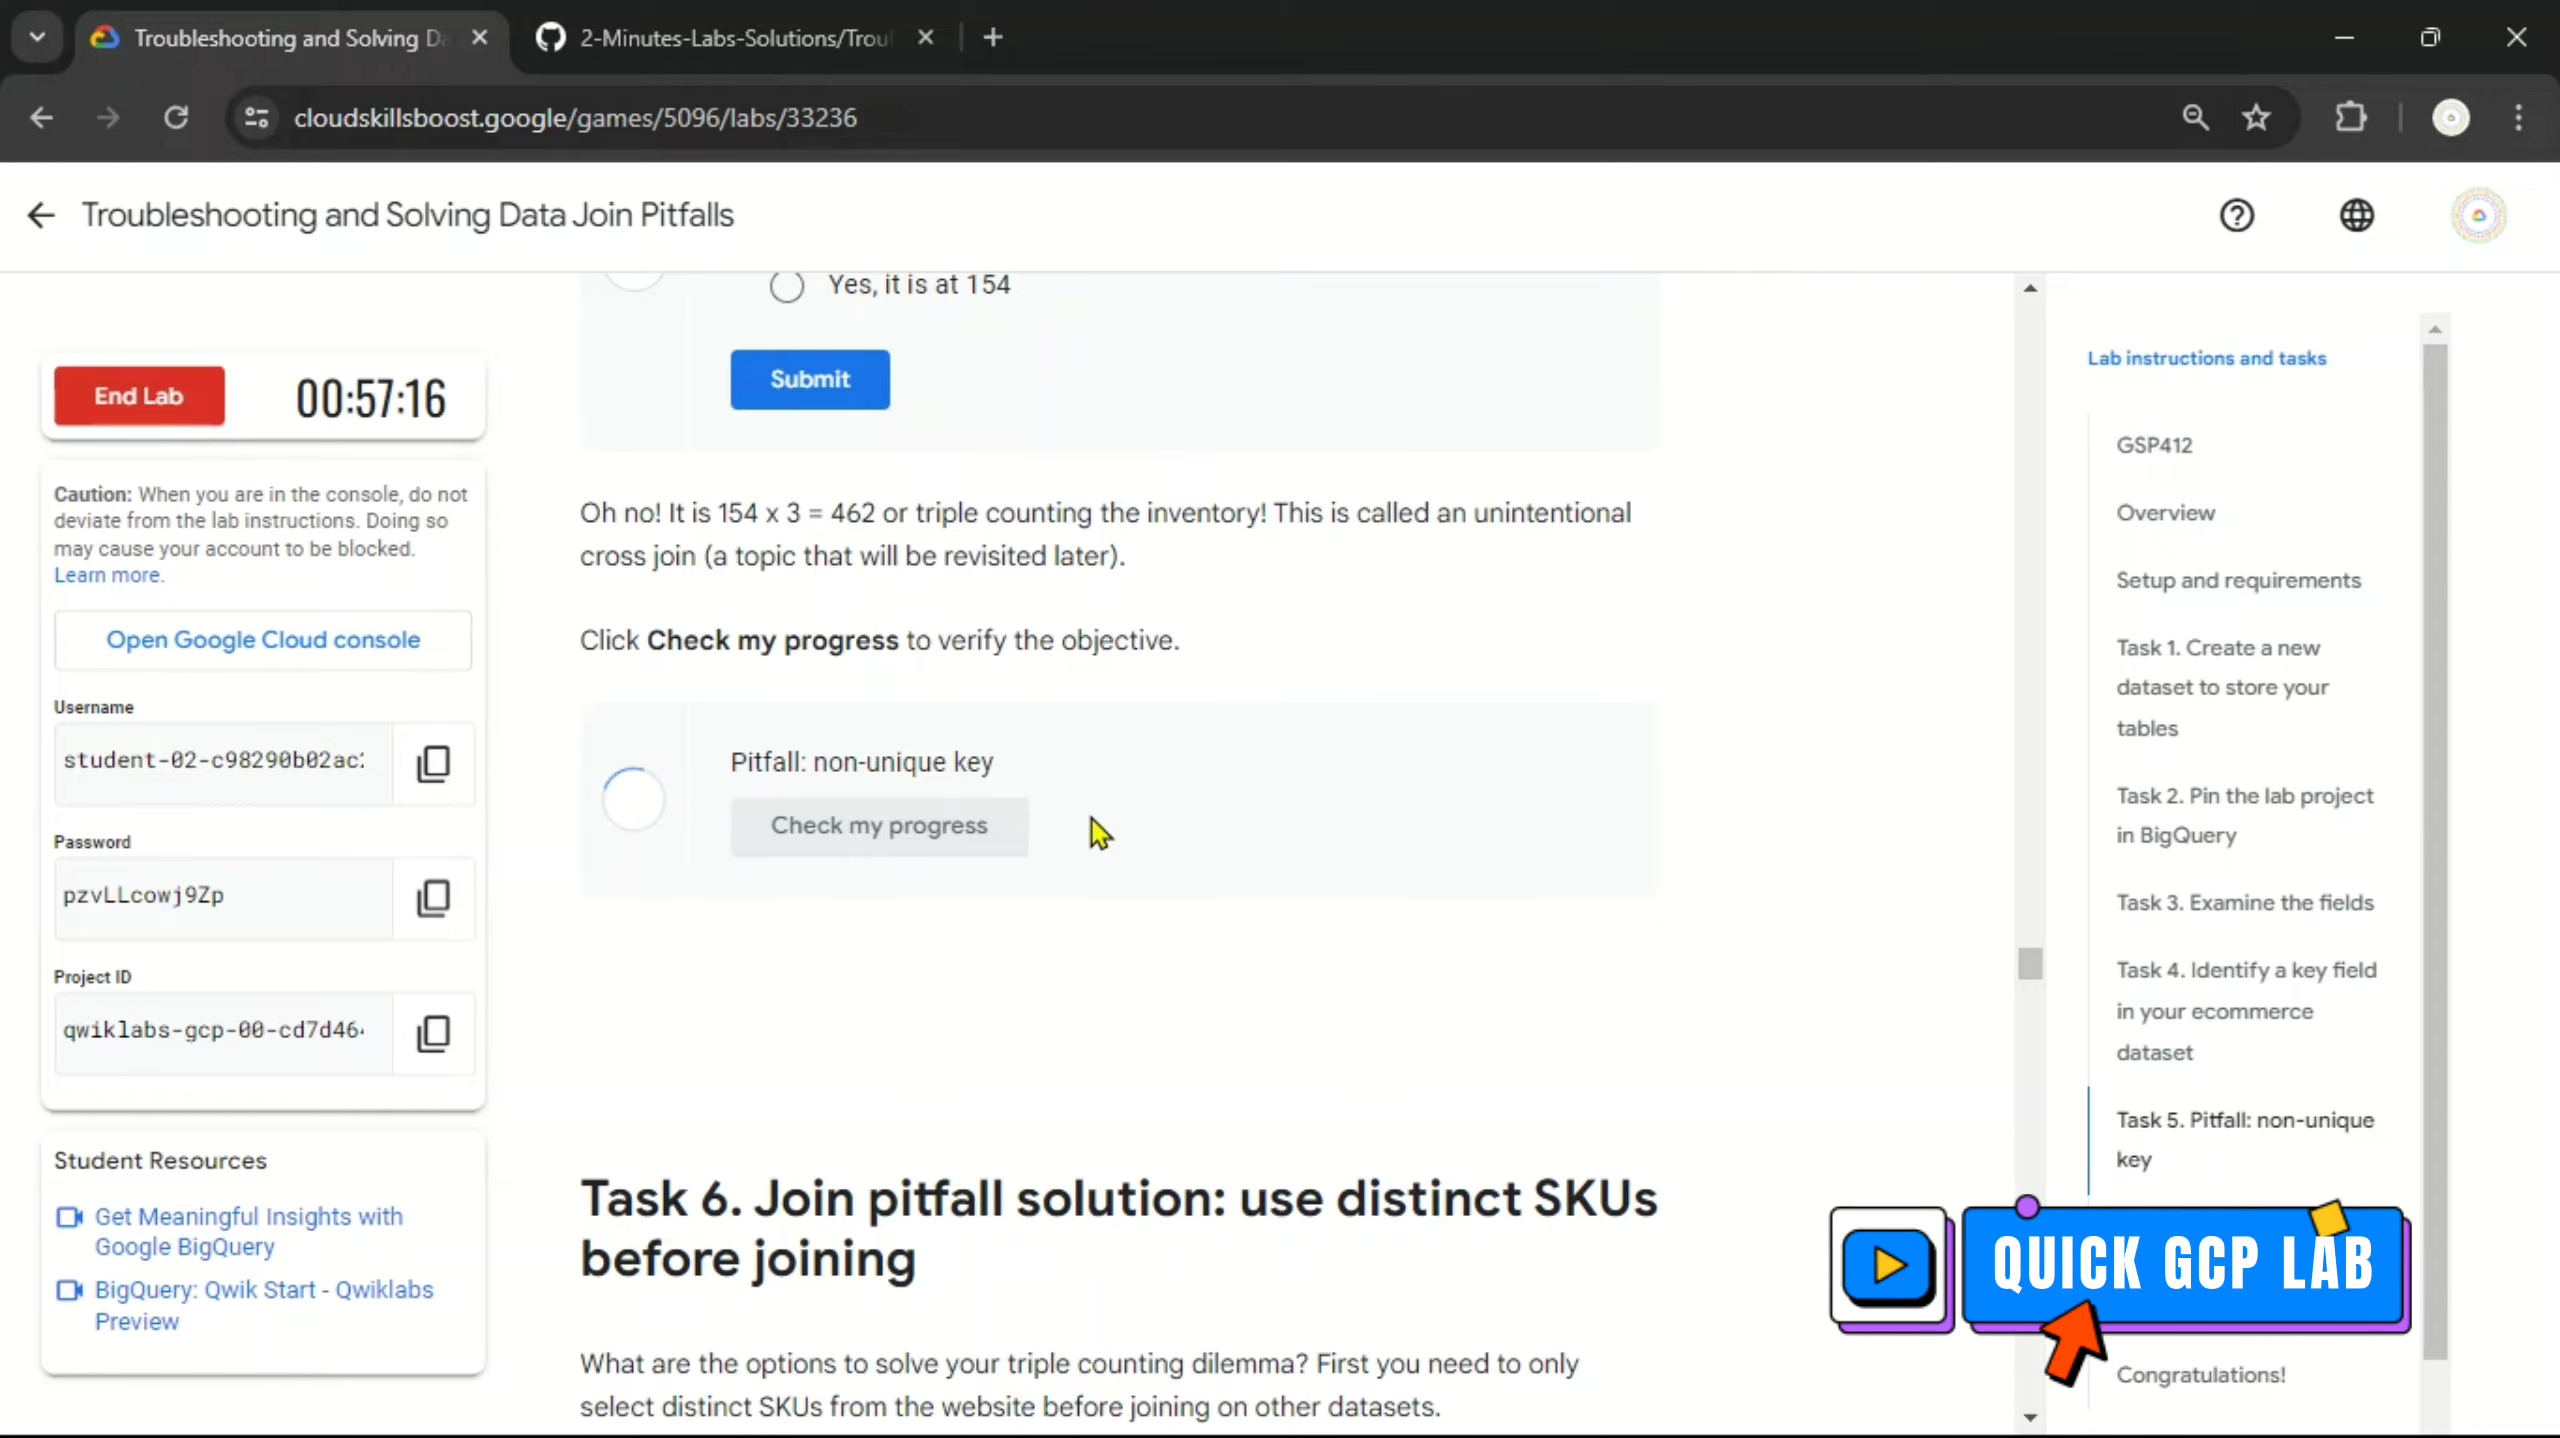 Troubleshooting and Solving Da
2-Minutes-Labs-Solutions/Trou
cloudskillsboost.google/games/5096/labs/33236
Troubleshooting and Solving Data Join Pitfalls
End Lab
00:57:16
Caution: When you are in the console, do not
deviate from the lab instructions. Doing so
may cause your account to be blocked.
Learn more.
Open Google Cloud console
Username
student-02-c98290b02ac
Password
pzvLLcowj9Zp
Project ID
qwiklabs-gcp-00-cd7d46
Student Resources
Get Meaningful Insights with
Google BigQuery
BigQuery: Qwik Start - Qwiklabs
Preview
Yes, it is at 154
Submit
Oh no! It is 154 x 3 = 462 or triple counting the inventory! This is called an unintentional
cross join (a topic that will be revisited later).
Click Check my progress to verify the objective.
Pitfall: non-unique key
Check my progress
Task 6. Join pitfall solution: use distinct SKUs
before joining
What are the options to solve your triple counting dilemma? First you need to only
select distinct SKUs from the website before joining on other datasets.
Lab instructions and tasks
GSP412
Overview
Setup and requirements
Task 1. Create a new
dataset to store your
tables
Task 2. Pin the lab project
in BigQuery
Task 3. Examine the fields
Task 4. Identify a key field
in your ecommerce
dataset
Task 5. Pitfall: non-unique
key
QUICK GCP LAB
Congratulations!